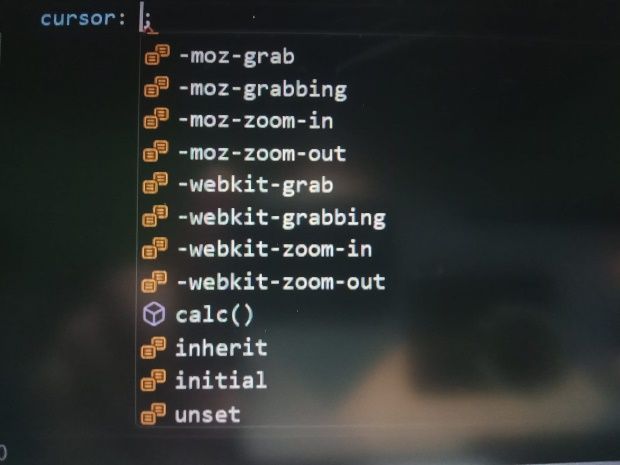 cursor: ;
-moz-grab
-moz-grabbing
-moz-zoom-in
-moz-zoom-out
-webkit-grab
-webkit-grabbing
-webkit-zoom-in
-webkit-zoom-out
calc()
inherit
initial
unset
0